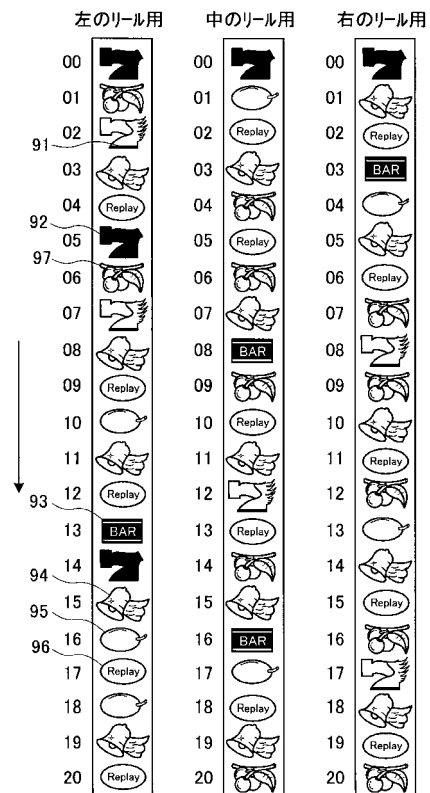 左のリール用 中のリール用 右のリール用
00 00 00
01 01 01
02 02 Replay 02 Replay
91
03 03 03 BAR
04 Replay 04 04
92
05 05 Replay 05
97
06 06 06 Replay
07 07 07
08 08 BAR 08
09 Replay 09 09
10 10 Replay 10
11 11 11 Replay
12 Replay 12 12
93
13 BAR 13 Replay 13
14 14 14
94
15 15 15 Replay
95
16 16 BAR 16
96
17 Replay 17 17
18 18 Replay 18
19 19 19 Replay
20 Replay 20 20